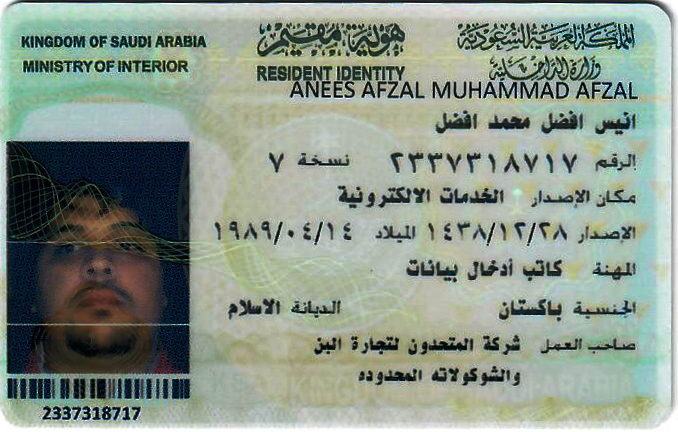 KINGDOM OF SAUDI ARABIA
MINISTRY OF INTERIOR
هوية مقيم
RESIDENT IDENTITY
المملكة العربية السعودية
وزارة الداخلية
ANEES AFZAL MUHAMMAD AFZAL
انيس افضل محمد افضل
الرقم ٢٣٣٧٣١٨٧١٧ نسخة ٧
مكان الإصدار الخدمات الالكترونية
الإصدار ١٤٣٨/١٢/٢٨ الميلاد ١٩٨٩/٠٤/١٤
المهنة كاتب أدخال بيانات
الجنسية باكستان الديانة الاسلام
صاحب العمل شركة المتحدون لتجارة البن
والشوكولاته المحدوده
2337318717